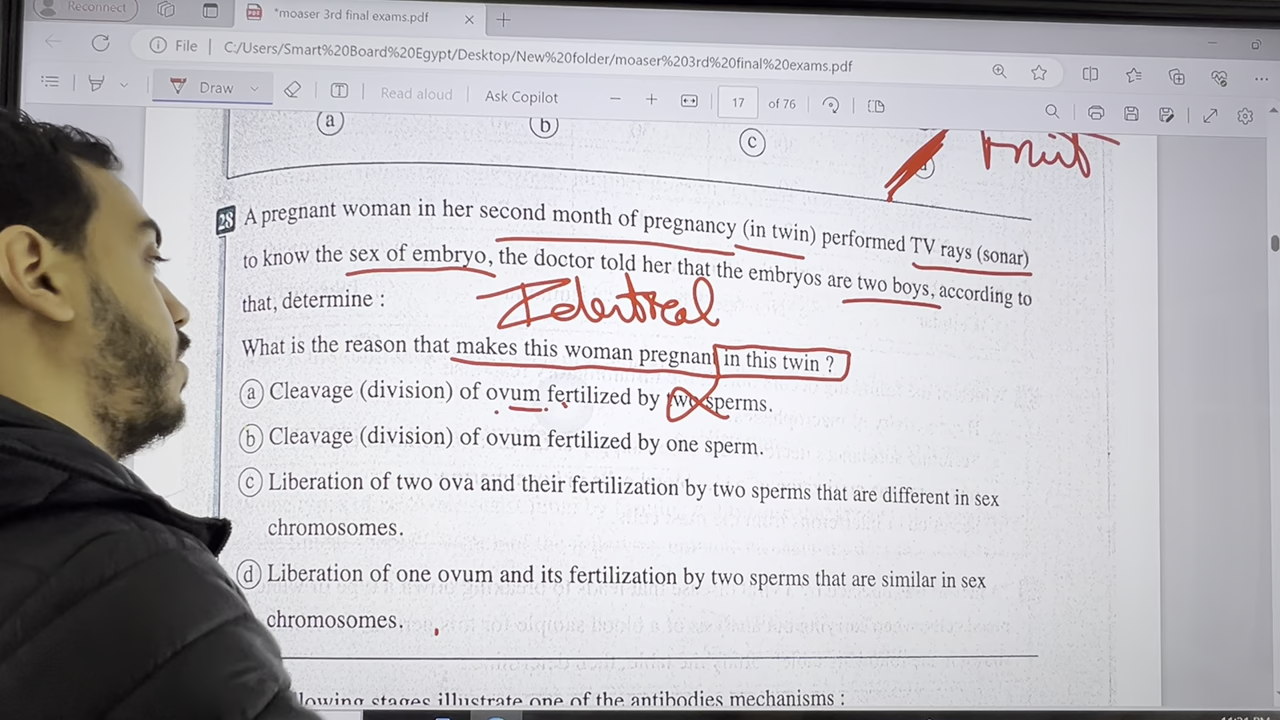 Reconnect
*moaser 3rd final exams.pdf
File | C:/Users/Smart%20Board%20Egypt/Desktop/New%20folder/moaser%203rd%20final%20exams.pdf
Draw
Read aloud
Ask Copilot
17 of 76
a b c
28 A pregnant woman in her second month of pregnancy (in twin) performed TV rays (sonar)
to know the sex of embryo, the doctor told her that the embryos are two boys, according to
that, determine :
Identical
What is the reason that makes this woman pregnant in this twin ?
a Cleavage (division) of ovum fertilized by two sperms.
b Cleavage (division) of ovum fertilized by one sperm.
c Liberation of two ova and their fertilization by two sperms that are different in sex
chromosomes.
d Liberation of one ovum and its fertilization by two sperms that are similar in sex
chromosomes.
lowing stages illustrate one of the antibodies mechanisms :